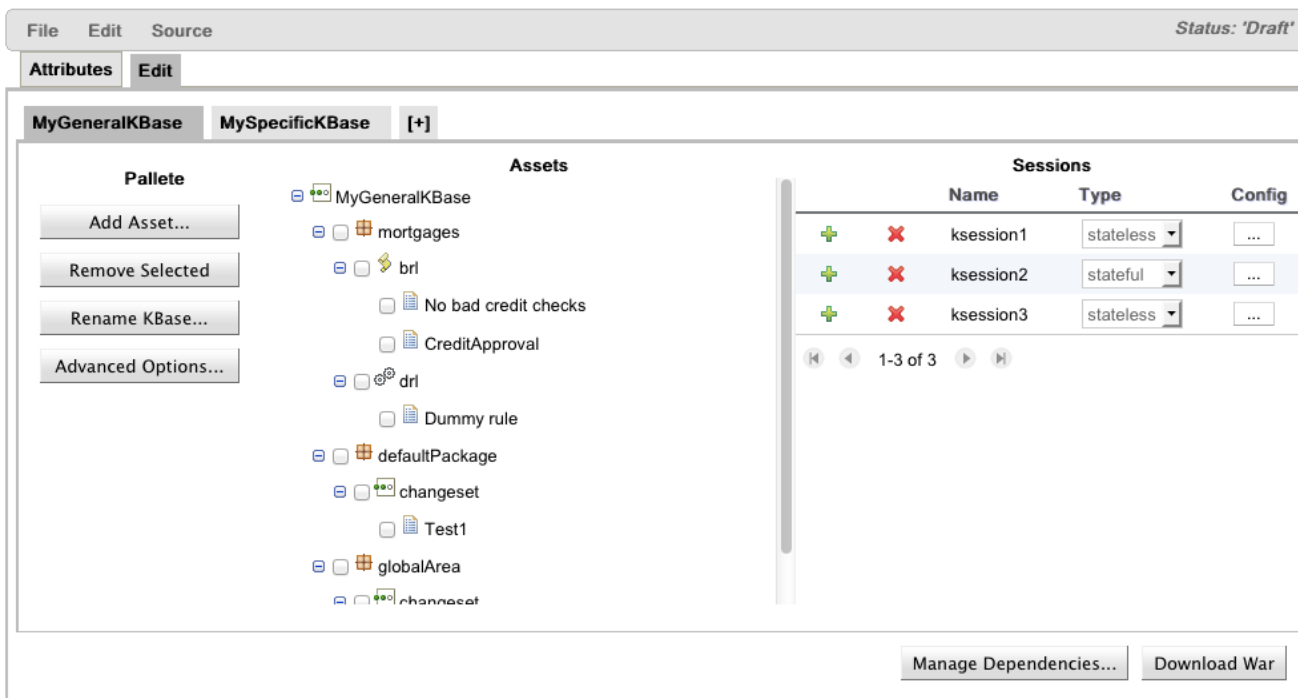 File Edit Source Status: 'Draft'
Attributes Edit
MyGeneralKBase MySpecificKBase [+]
Pallete
Add Asset...
Remove Selected
Rename KBase...
Advanced Options...
Assets
MyGeneralKBase
mortgages
brl
No bad credit checks
CreditApproval
drl
Dummy rule
defaultPackage
changeset
Test1
globalArea
changeset
Sessions
Name Type Config
ksession1 stateless ...
ksession2 stateful ...
ksession3 stateless ...
1-3 of 3
Manage Dependencies... Download War